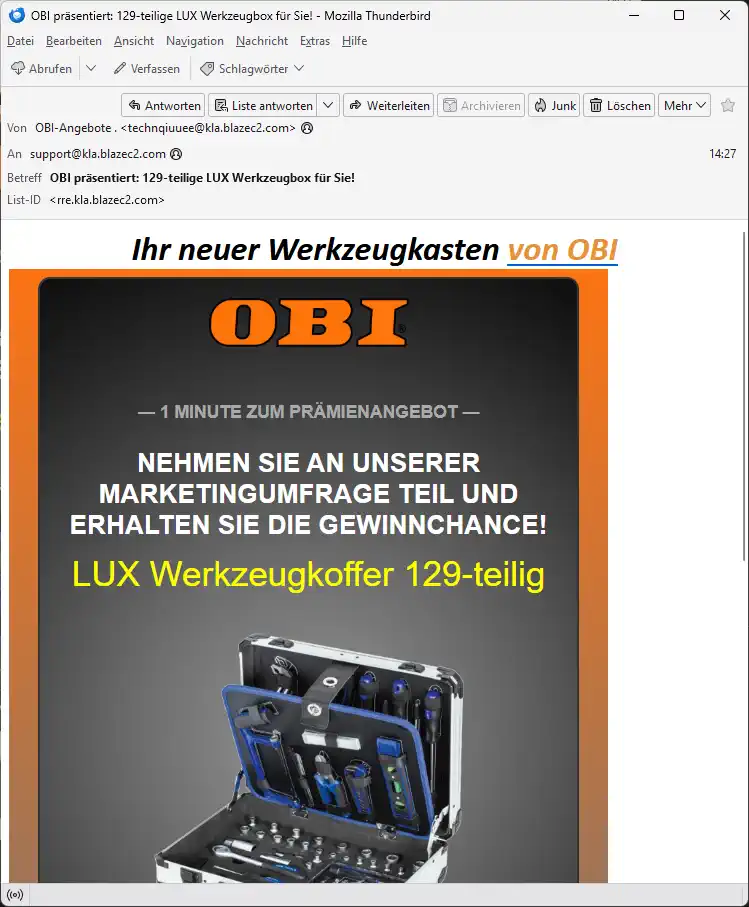 OBI präsentiert: 129-teilige LUX Werkzeugbox für Sie! - Mozilla Thunderbird
Datei Bearbeiten Ansicht Navigation Nachricht Extras Hilfe
Abrufen Verfassen Schlagwörter
Antworten Liste antworten Weiterleiten Archivieren Junk Löschen Mehr
Von OBI-Angebote . <technqiuuee@kla.blazec2.com>
An support@kla.blazec2.com 14:27
Betreff OBI präsentiert: 129-teilige LUX Werkzeugbox für Sie!
List-ID <rre.kla.blazec2.com>
Ihr neuer Werkzeugkasten von OBI
OBI®
— 1 MINUTE ZUM PRÄMIENANGEBOT —
NEHMEN SIE AN UNSERER
MARKETINGUMFRAGE TEIL UND
ERHALTEN SIE DIE GEWINNCHANCE!
LUX Werkzeugkoffer 129-teilig